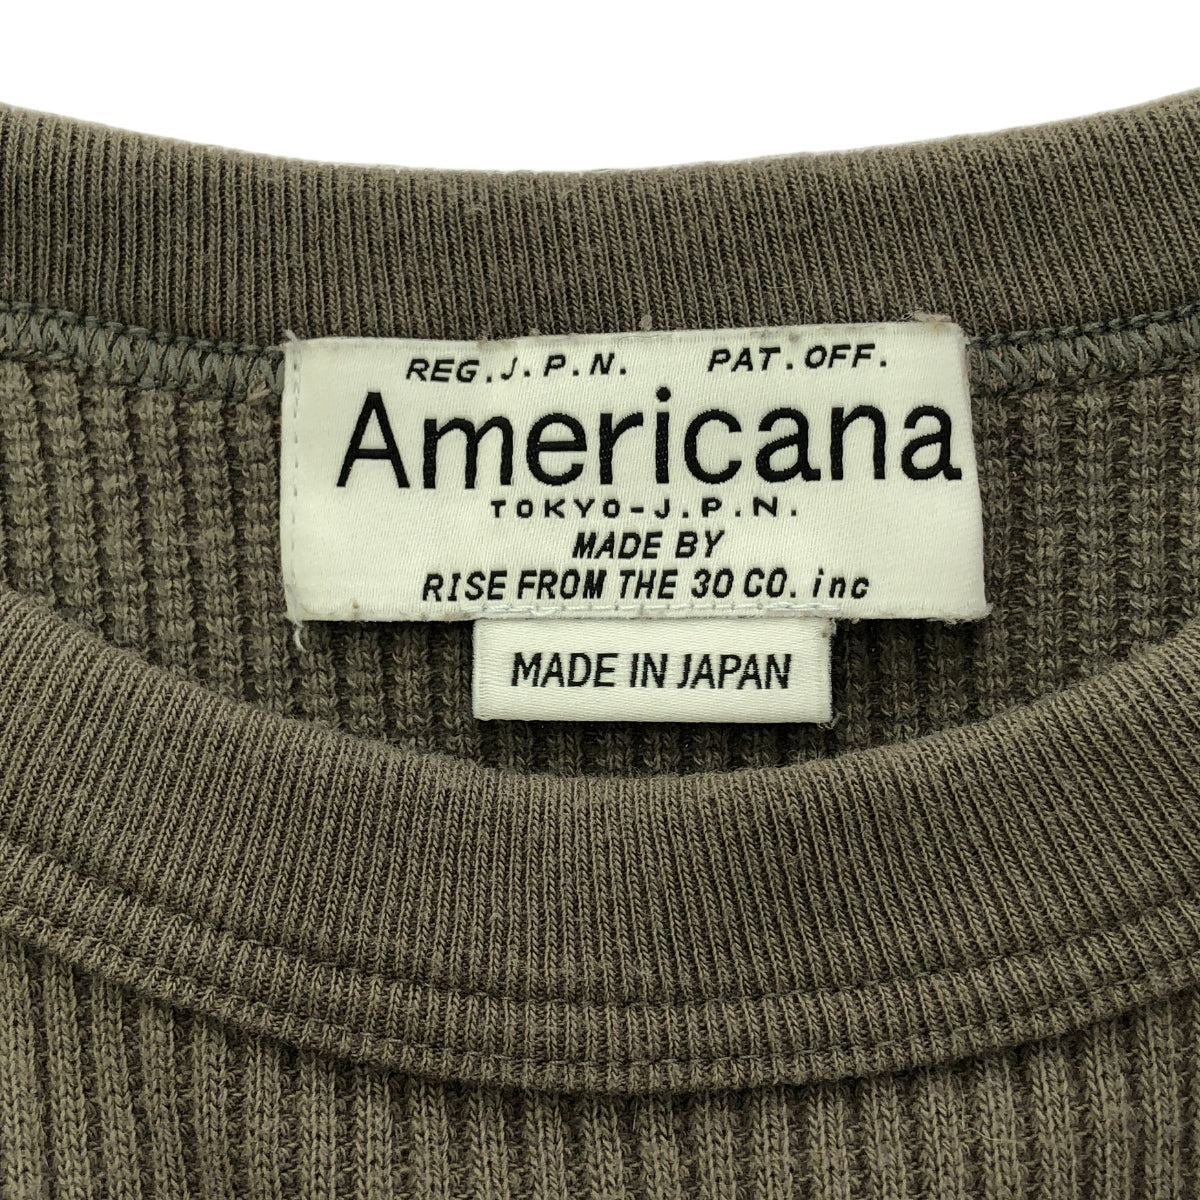 REG.J.P.N. PAT.OFF.
Americana
TOKYO-J.P.N.
MADE BY
RISE FROM THE 30 CO. inc
MADE IN JAPAN